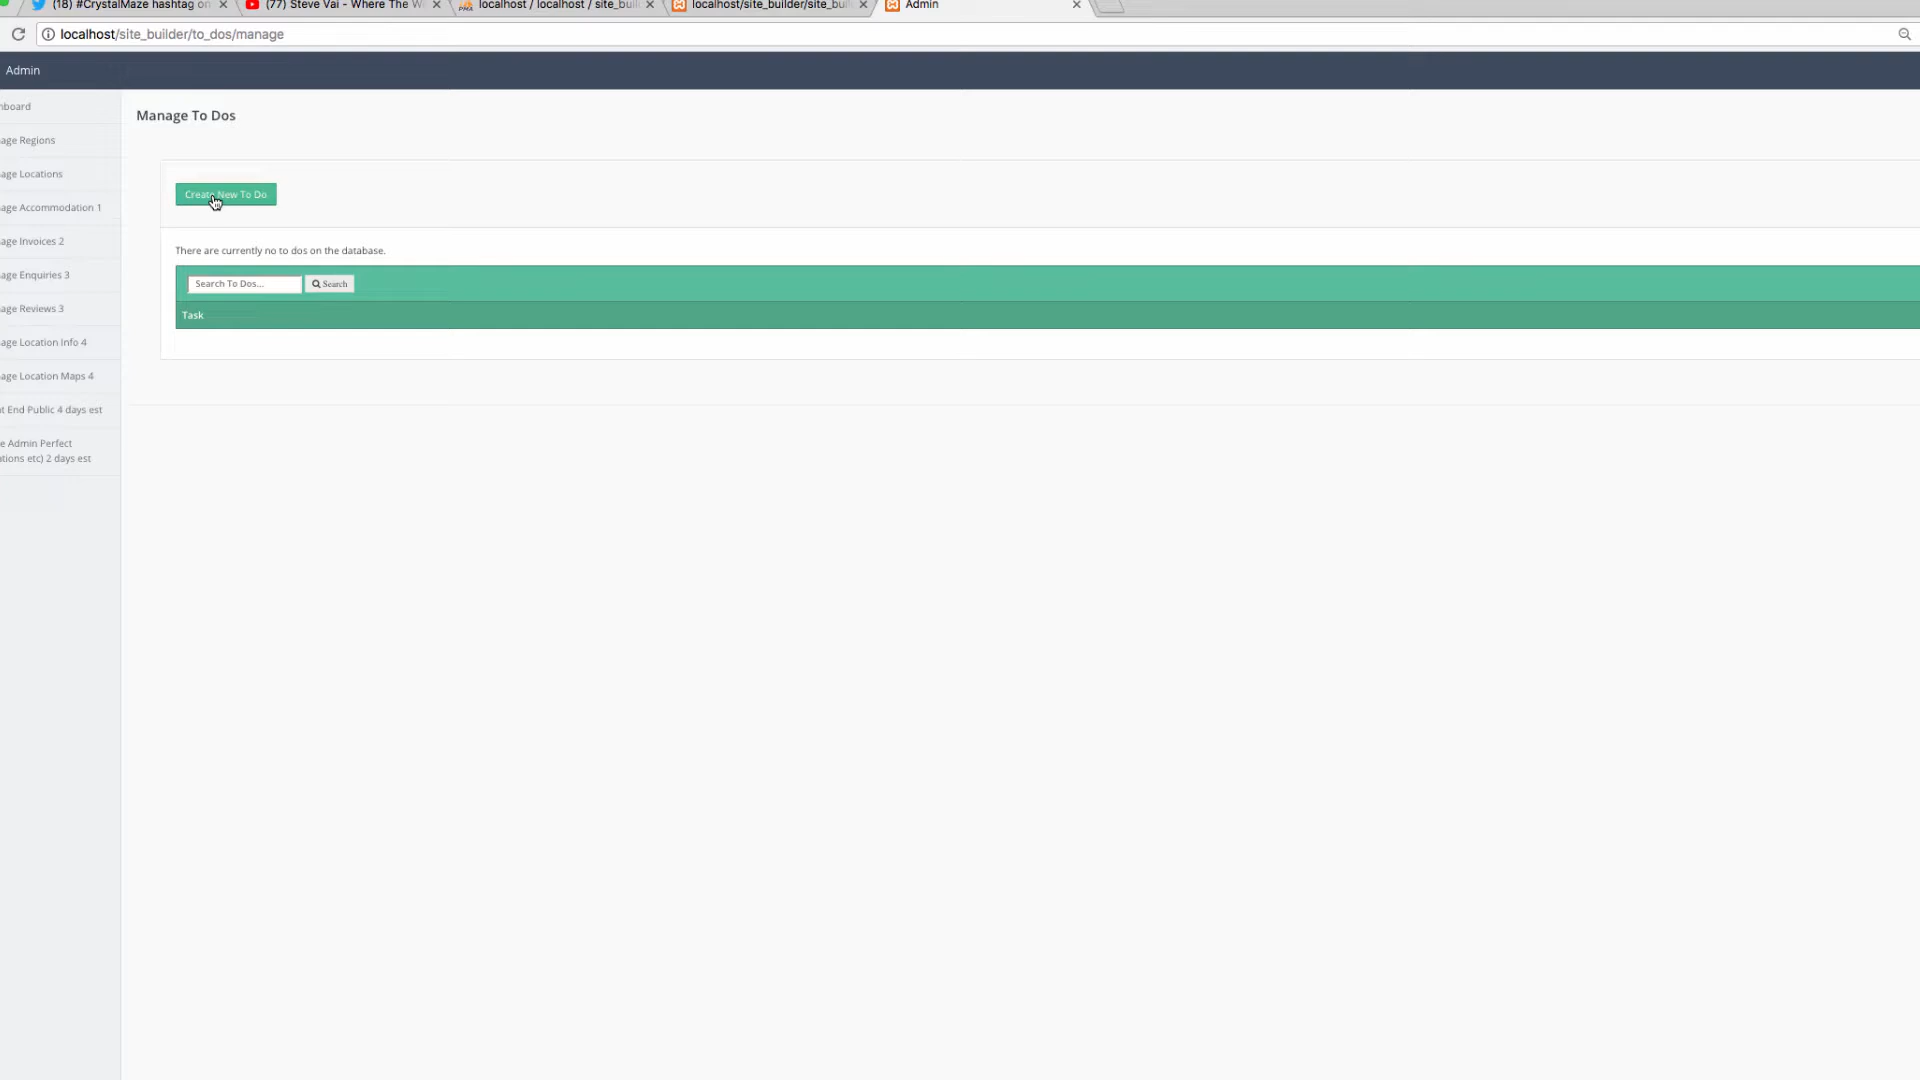 (18) #CrystalMaze hashtag on
(77) Steve Vai - Where The W
localhost / localhost / site_buil
localhost/site_builder/site_bu
Admin
localhost/site_builder/to_dos/manage
Admin
hboard
age Regions
age Locations
age Accommodation 1
age Invoices 2
age Enquiries 3
age Reviews 3
age Location Info 4
age Location Maps 4
t End Public 4 days est
e Admin Perfect
ations etc) 2 days est
Manage To Dos
Create New To Do
There are currently no to dos on the database.
Search To Dos...
Search
Task